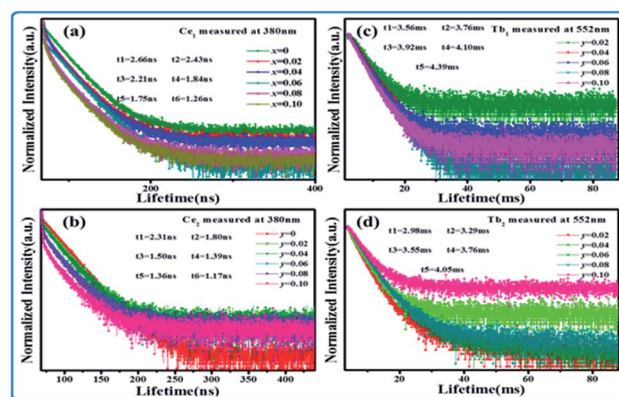 (a)
Ce1 measured at 380nm
t1=2.66ns t2=2.43ns
t3=2.21ns t4=1.84ns
t5=1.75ns t6=1.26ns
x=0
x=0.02
x=0.04
x=0.06
x=0.08
x=0.10
Normalized Intensity(a.u.)
200 400
Lifetime(ns)
(c)
Tb1 measured at 552nm
t1=3.56ms t2=3.76ms
t3=3.92ms t4=4.10ms
t5=4.39ms
y=0.02
y=0.04
y=0.06
y=0.08
y=0.10
Normalized Intensity(a.u.)
20 40 60 80
Lifetime(ms)
(b)
Ce2 measured at 380nm
t1=2.31ns t2=1.80ns
t3=1.50ns t4=1.39ns
t5=1.36ns t6=1.17ns
y=0
y=0.02
y=0.04
y=0.06
y=0.08
y=0.10
Normalized Intensity(a.u.)
100 150 200 250 300 350 400
Lifetime(ns)
(d)
Tb2 measured at 552nm
t1=2.98ms t2=3.29ms
t3=3.55ms t4=3.76ms
t5=4.05ms
y=0.02
y=0.04
y=0.06
y=0.08
y=0.10
Normalized Intensity(a.u.)
20 40 60 80
Lifetime(ms)